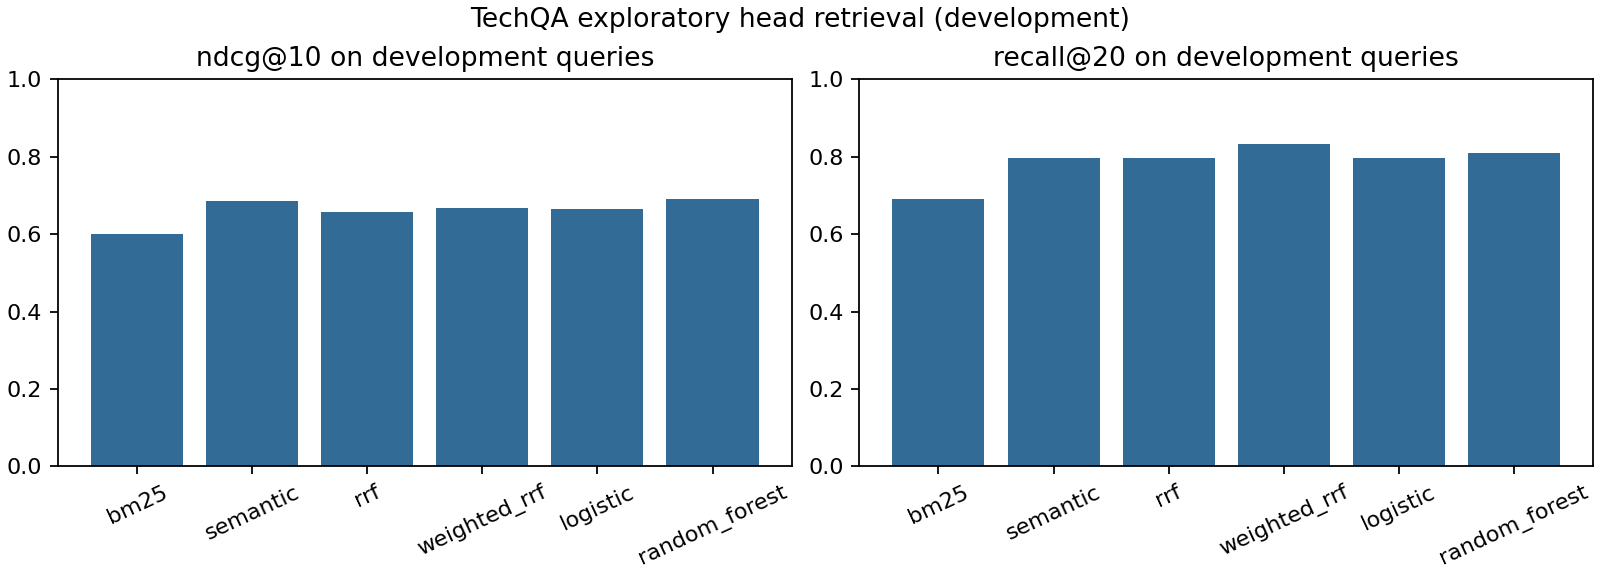 TechQA exploratory head retrieval (development)
ndcg@10 on development queries
1.0
0.8
0.6
0.4
0.2
0.0
bm25
semantic
rrf
weighted_rrf
logistic
random_forest
recall@20 on development queries
1.0
0.8
0.6
0.4
0.2
0.0
bm25
semantic
rrf
weighted_rrf
logistic
random_forest